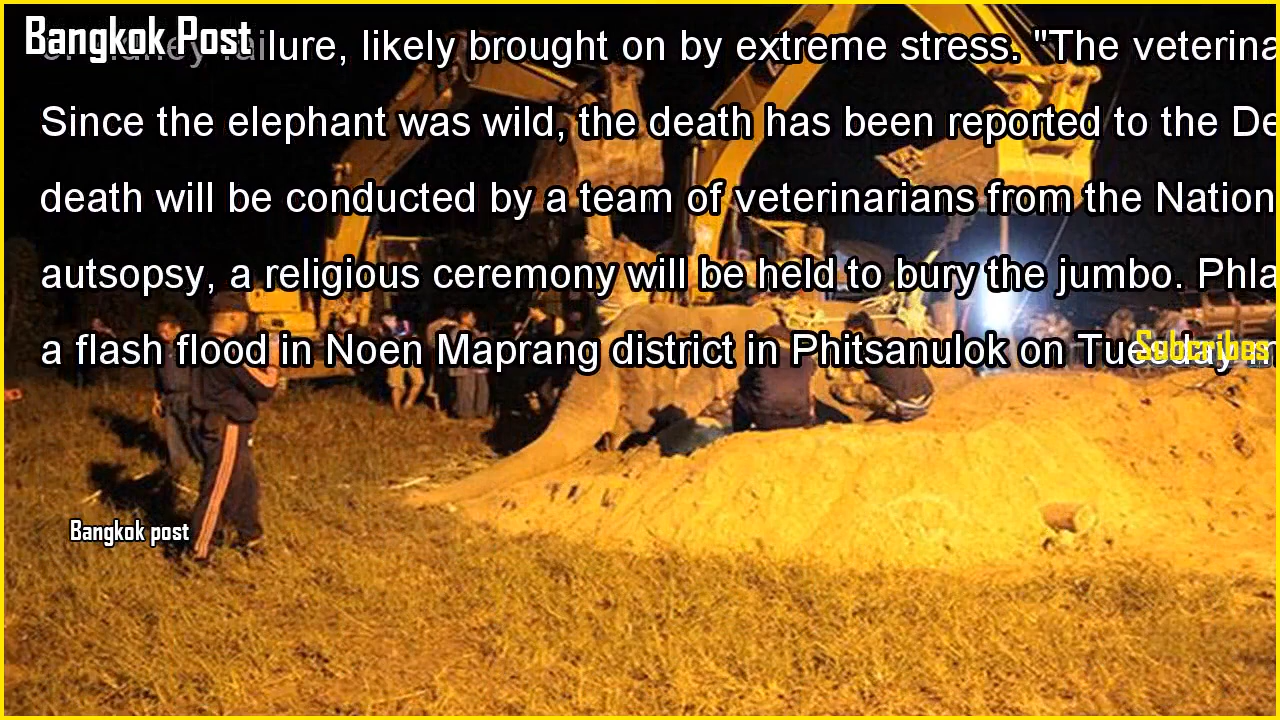 Bangkok Post
lure, likely brought on by extreme stress. "The veterina
Since the elephant was wild, the death has been reported to the De
death will be conducted by a team of veterinarians from the Nation
autsopsy, a religious ceremony will be held to bury the jumbo. Phla
a flash flood in Noen Maprang district in Phitsanulok on Tuesday
Subcribes
Bangkok post